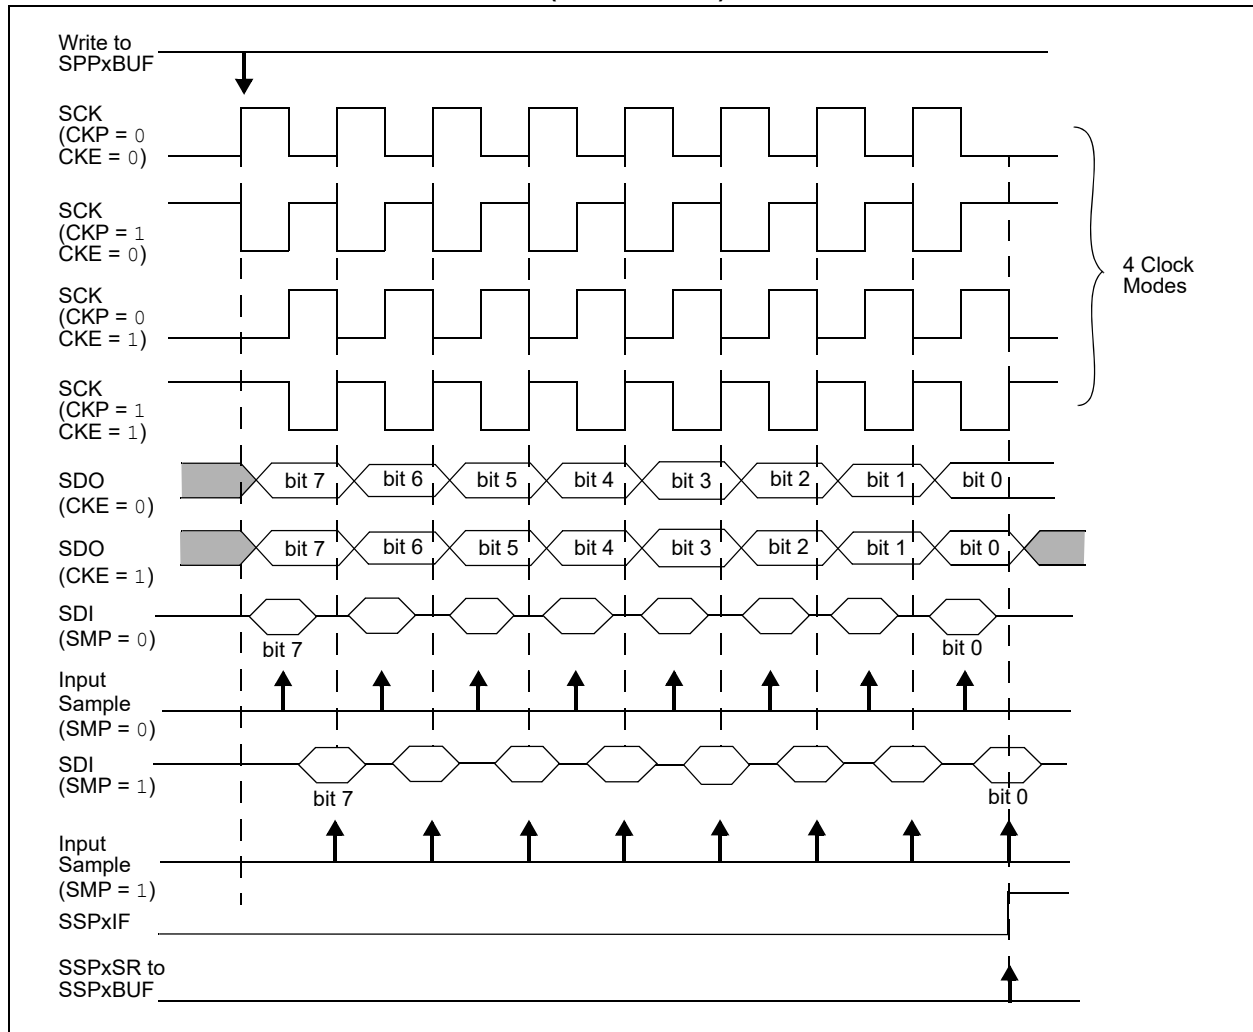 Write to
SPPxBUF
SCK
(CKP = 0
CKE = 0)
SCK
(CKP = 1
CKE = 0)
SCK
(CKP = 0
CKE = 1)
SCK
(CKP = 1
CKE = 1)
4 Clock
Modes
SDO
(CKE = 0)
bit 7 bit 6 bit 5 bit 4 bit 3 bit 2 bit 1 bit 0
SDO
(CKE = 1)
bit 7 bit 6 bit 5 bit 4 bit 3 bit 2 bit 1 bit 0
SDI
(SMP = 0)
bit 7 bit 0
Input
Sample
(SMP = 0)
SDI
(SMP = 1)
bit 7 bit 0
Input
Sample
(SMP = 1)
SSPxIF
SSPxSR to
SSPxBUF